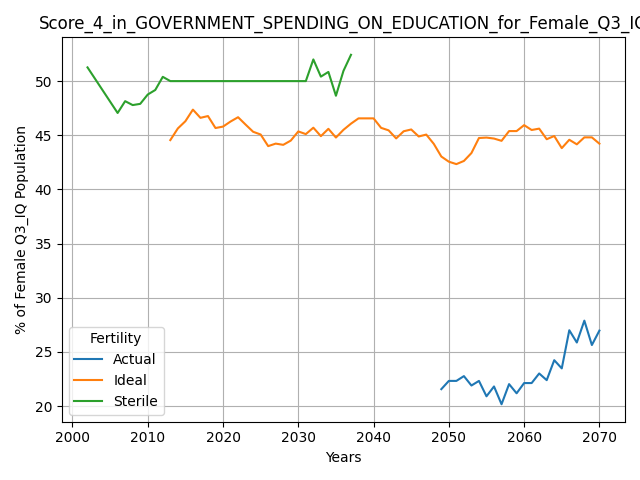 Score_4_in_GOVERNMENT_SPENDING_ON_EDUCATION_for_Female_Q3_IQ
% of Female Q3_IQ Population
50
45
40
35
30
25
20
Fertility
Actual
Ideal
Sterile
2000 2010 2020 2030 2040 2050 2060 2070
Years